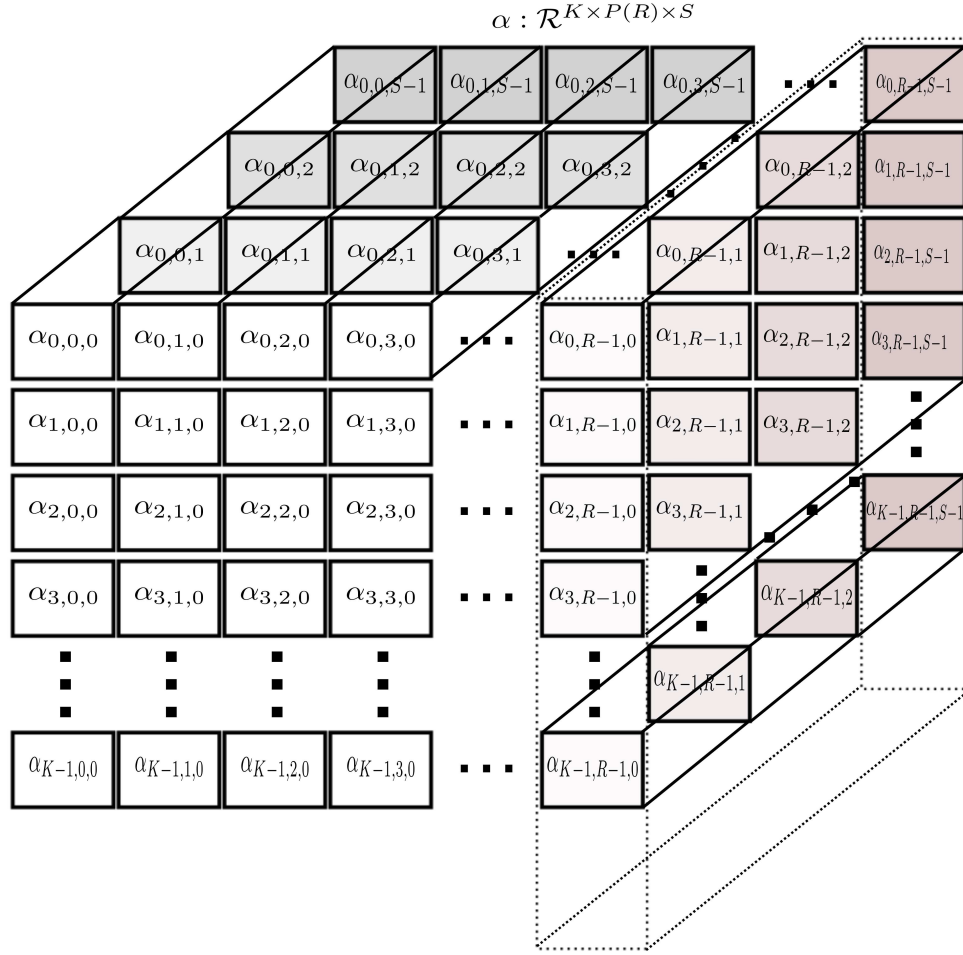 α : ℛ^{K×P(R)×S}
α_{0,0,S−1} α_{0,1,S−1} α_{0,2,S−1} α_{0,3,S−1} ... α_{0,R−1,S−1}
α_{0,0,2} α_{0,1,2} α_{0,2,2} α_{0,3,2} α_{0,R−1,2} α_{1,R−1,S−1}
α_{0,0,1} α_{0,1,1} α_{0,2,1} α_{0,3,1} ... α_{0,R−1,1} α_{1,R−1,2} α_{2,R−1,S−1}
α_{0,0,0} α_{0,1,0} α_{0,2,0} α_{0,3,0} ... α_{0,R−1,0} α_{1,R−1,1} α_{2,R−1,2} α_{3,R−1,S−1}
α_{1,0,0} α_{1,1,0} α_{1,2,0} α_{1,3,0} ... α_{1,R−1,0} α_{2,R−1,1} α_{3,R−1,2}
α_{2,0,0} α_{2,1,0} α_{2,2,0} α_{2,3,0} ... α_{2,R−1,0} α_{3,R−1,1} α_{K−1,R−1,S−1}
α_{3,0,0} α_{3,1,0} α_{3,2,0} α_{3,3,0} ... α_{3,R−1,0} α_{K−1,R−1,2}
α_{K−1,R−1,1}
α_{K−1,0,0} α_{K−1,1,0} α_{K−1,2,0} α_{K−1,3,0} ... α_{K−1,R−1,0}